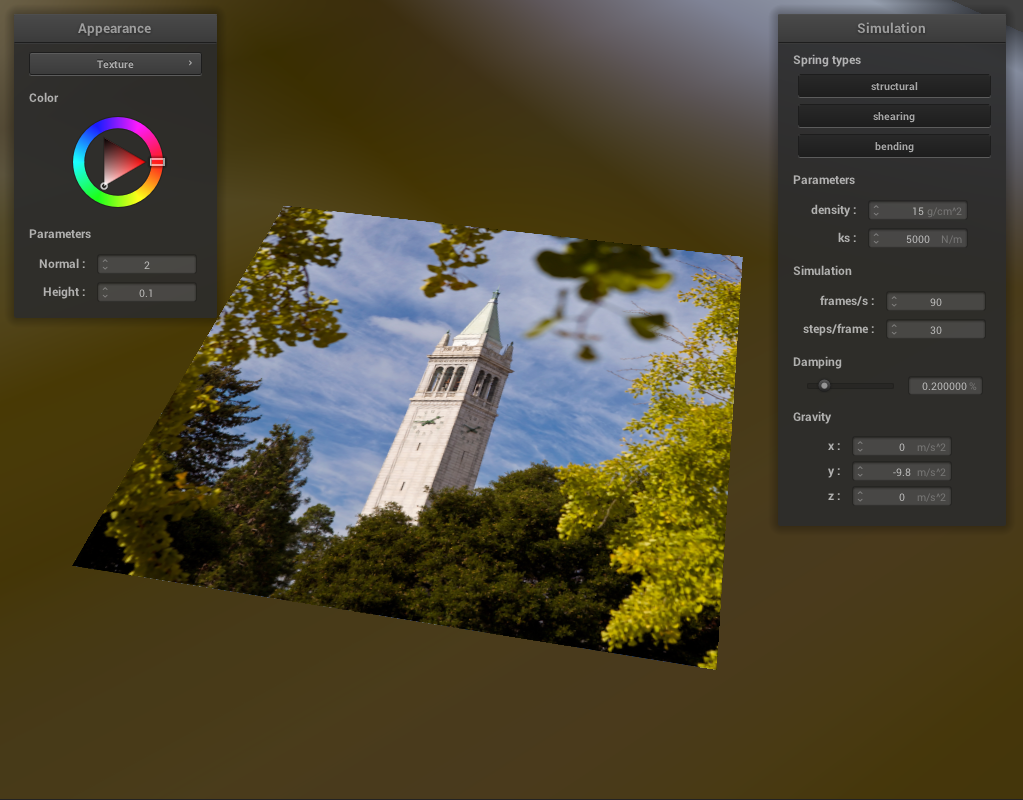 Appearance
Texture
Color
Parameters
Normal : 2
Height : 0.1
Simulation
Spring types
structural
shearing
bending
Parameters
density : 15 g/cm^2
ks : 5000 N/m
Simulation
frames/s : 90
steps/frame : 30
Damping
0.200000 %
Gravity
x : 0 m/s^2
y : -9.8 m/s^2
z : 0 m/s^2